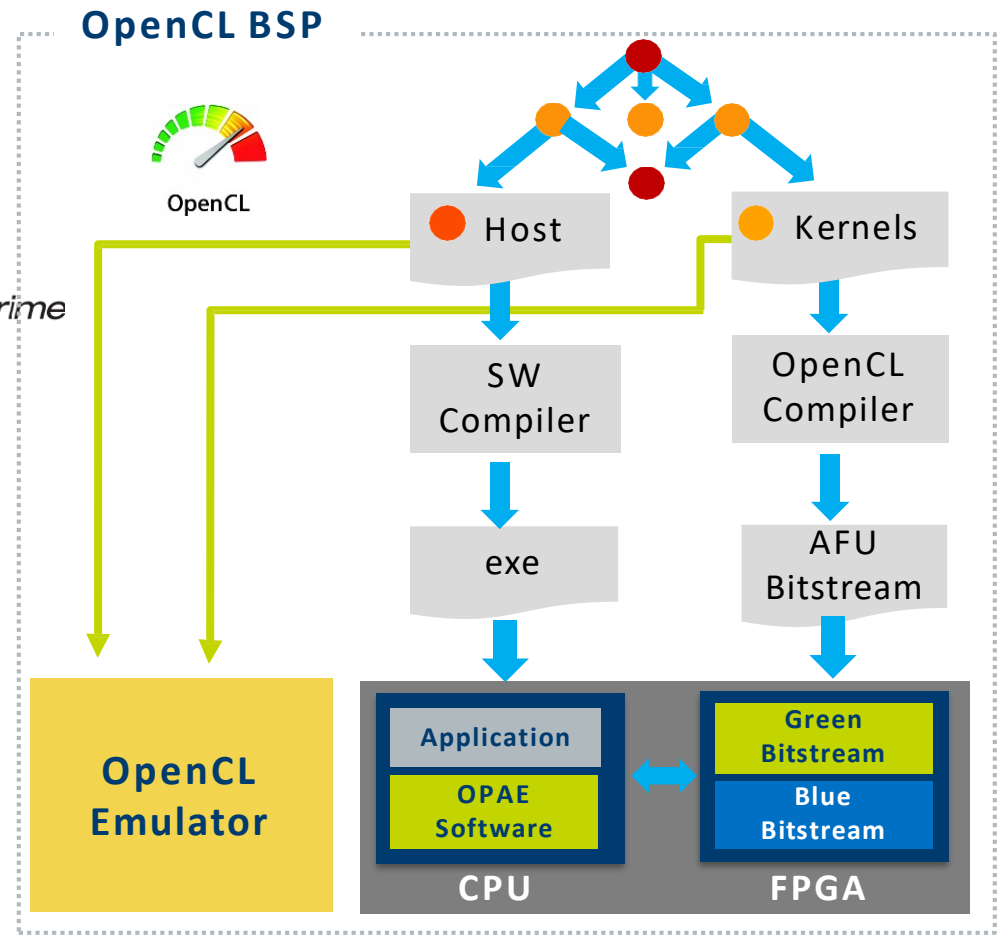 OpenCL BSP
OpenCL
Host
Kernels
SW
Compiler
OpenCL
Compiler
exe
AFU
Bitstream
OpenCL
Emulator
Application
OPAE
Software
Green
Bitstream
Blue
Bitstream
CPU
FPGA